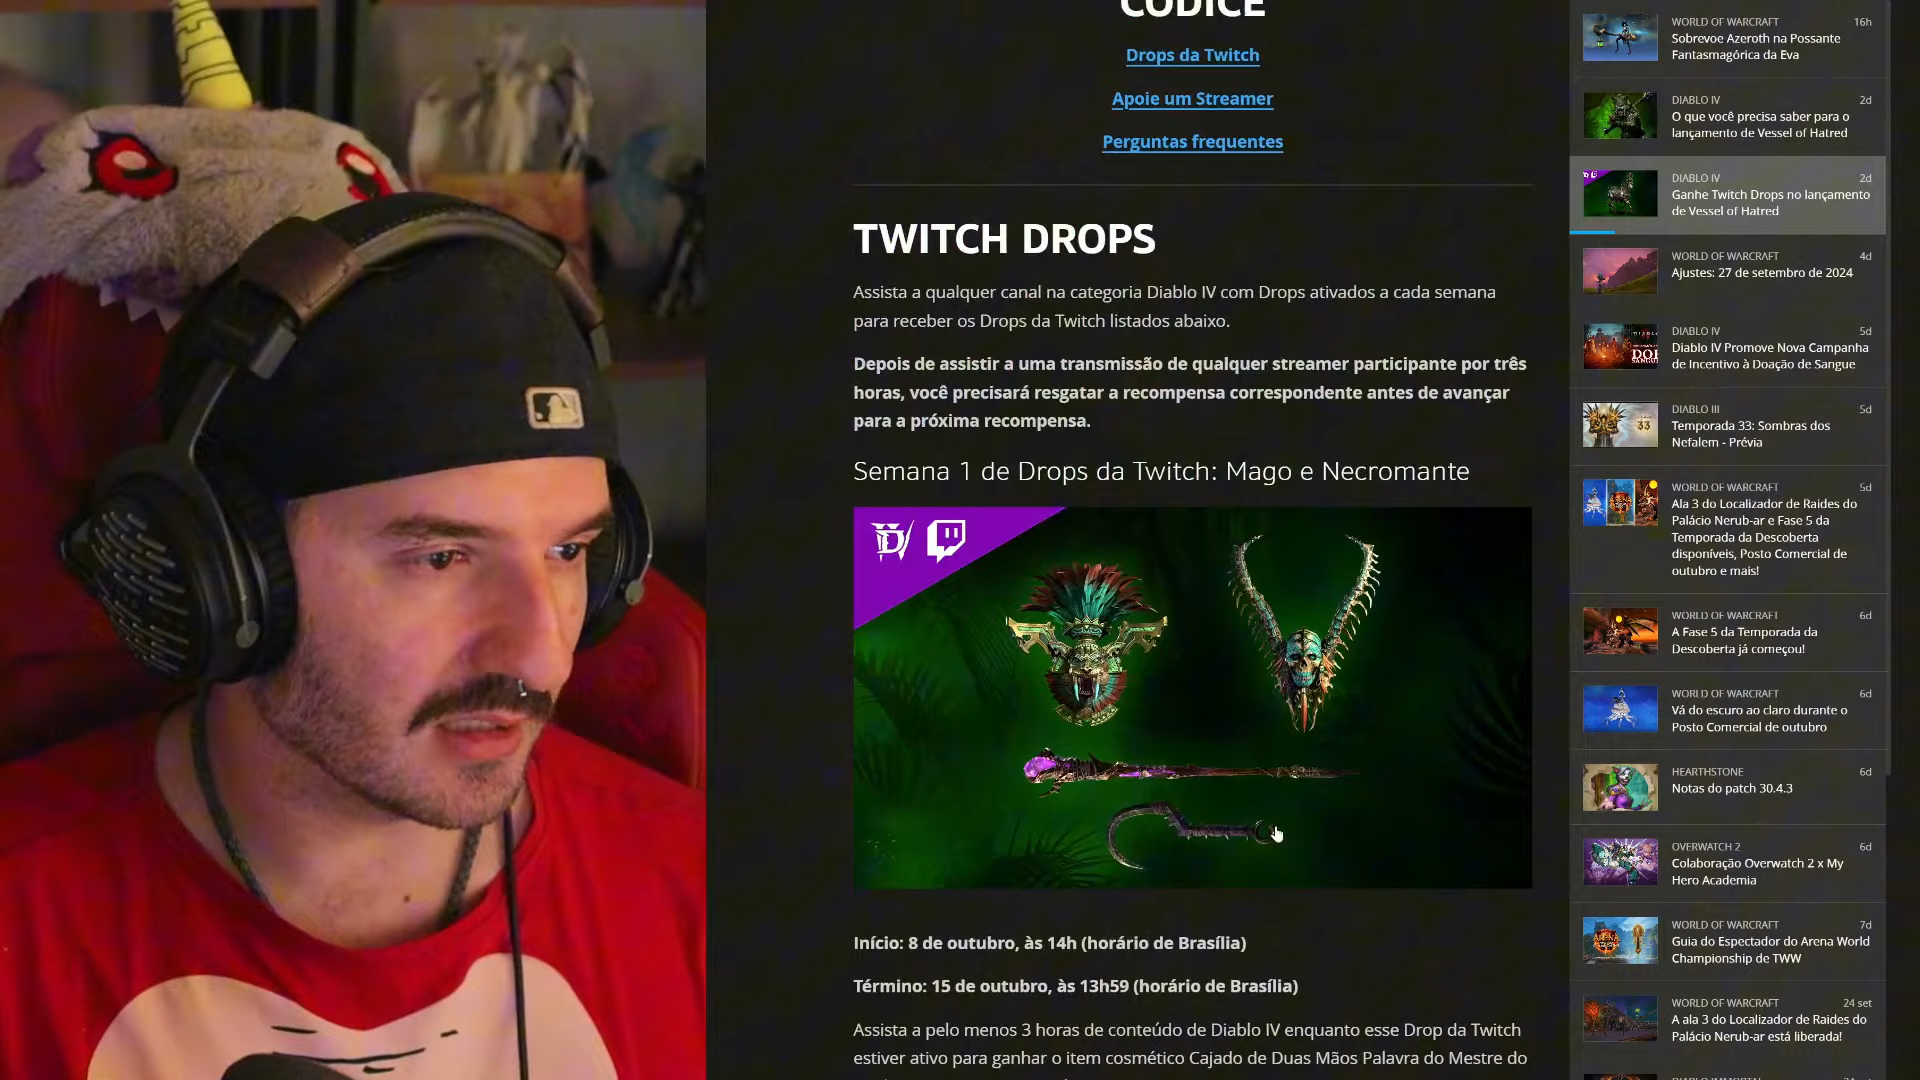 CÓDICE
Drops da Twitch
Apoie um Streamer
Perguntas frequentes
TWITCH DROPS
Assista a qualquer canal na categoria Diablo IV com Drops ativados a cada semana
para receber os Drops da Twitch listados abaixo.
Depois de assistir a uma transmissão de qualquer streamer participante por três
horas, você precisará resgatar a recompensa correspondente antes de avançar
para a próxima recompensa.
Semana 1 de Drops da Twitch: Mago e Necromante
Início: 8 de outubro, às 14h (horário de Brasília)
Término: 15 de outubro, às 13h59 (horário de Brasília)
Assista a pelo menos 3 horas de conteúdo de Diablo IV enquanto esse Drop da Twitch
estiver ativo para ganhar o item cosmético Cajado de Duas Mãos Palavra do Mestre do
WORLD OF WARCRAFT 16h
Sobrevoe Azeroth na Possante
Fantasmagórica da Eva
DIABLO IV 2d
O que você precisa saber para o
lançamento de Vessel of Hatred
DIABLO IV 2d
Ganhe Twitch Drops no lançamento
de Vessel of Hatred
WORLD OF WARCRAFT 4d
Ajustes: 27 de setembro de 2024
DIABLO IV 5d
Diablo IV Promove Nova Campanha
de Incentivo à Doação de Sangue
DIABLO III 5d
Temporada 33: Sombras dos
Nefalem - Prévia
33
WORLD OF WARCRAFT 5d
Ala 3 do Localizador de Raides do
Palácio Nerub-ar e Fase 5 da
Temporada da Descoberta
disponíveis, Posto Comercial de
outubro e mais!
WORLD OF WARCRAFT 6d
A Fase 5 da Temporada da
Descoberta já começou!
WORLD OF WARCRAFT 6d
Vá do escuro ao claro durante o
Posto Comercial de outubro
HEARTHSTONE 6d
Notas do patch 30.4.3
OVERWATCH 2 6d
Colaboração Overwatch 2 x My
Hero Academia
WORLD OF WARCRAFT 7d
Guia do Espectador do Arena World
Championship de TWW
WORLD OF WARCRAFT 24 set
A ala 3 do Localizador de Raides do
Palácio Nerub-ar está liberada!